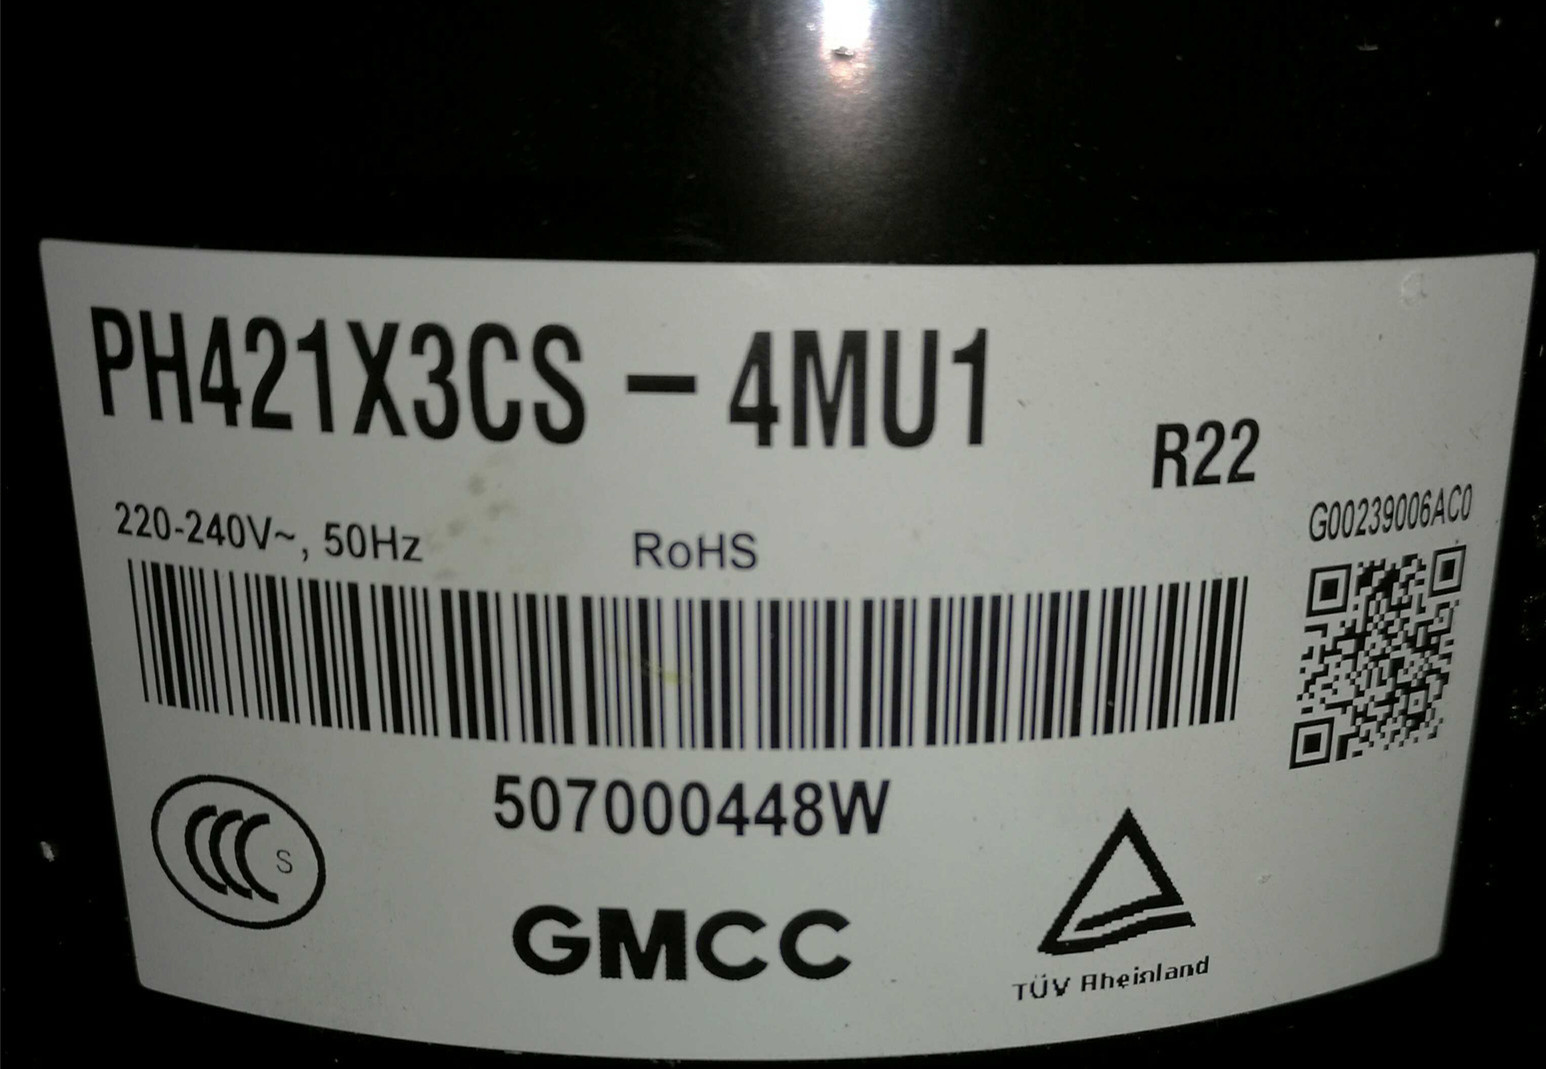 PH421X3CS - 4MU1
R22
220-240V~, 50Hz
RoHS
G00239006AC0
507000448W
S
GMCC
TÜV Rheinland